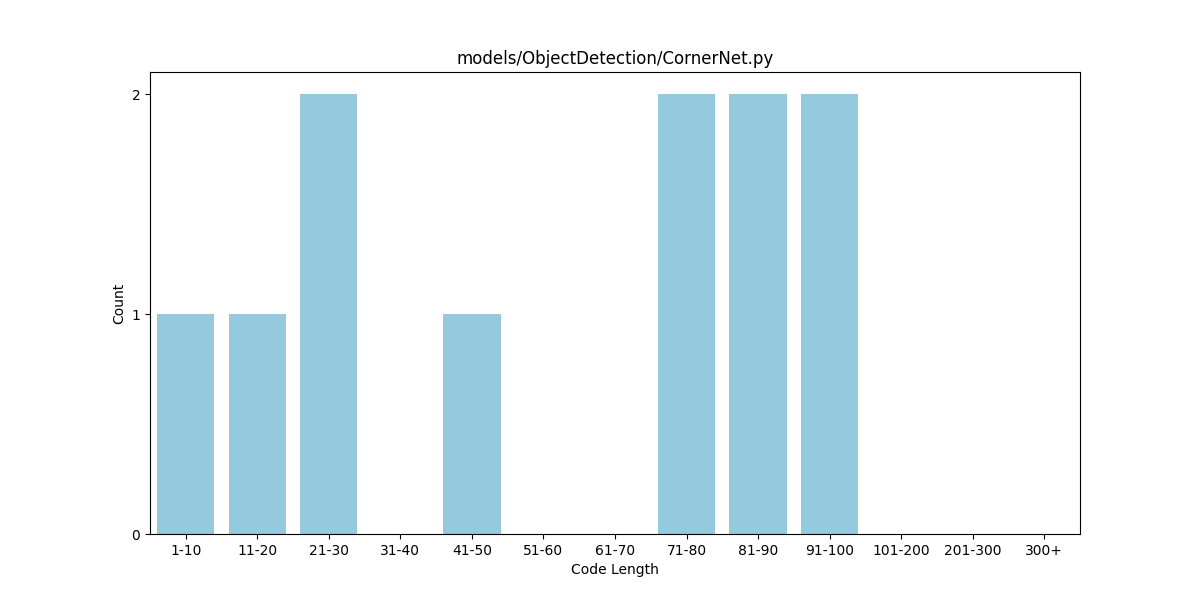 models/ObjectDetection/CornerNet.py
2
1
0
Count
1-10 11-20 21-30 31-40 41-50 51-60 61-70 71-80 81-90 91-100 101-200 201-300 300+
Code Length